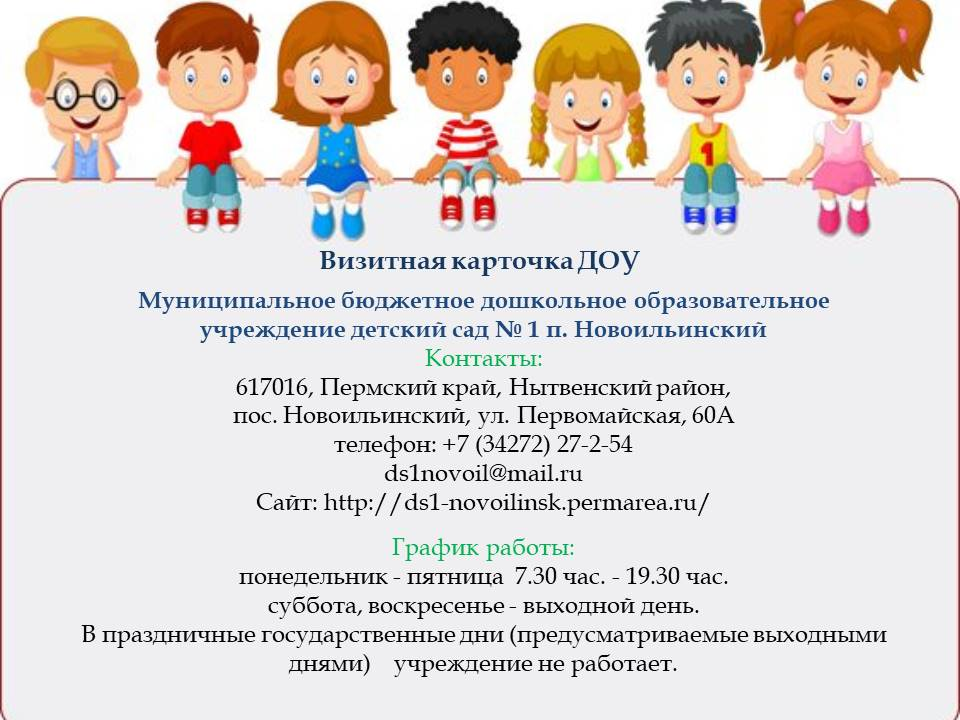 1
Визитная карточка ДОУ
Муниципальное бюджетное дошкольное образовательное
учреждение детский сад № 1 п. Новоильинский
Контакты:
617016, Пермский край, Нытвенский район,
пос. Новоильинский, ул. Первомайская, 60А
телефон: +7 (34272) 27-2-54
ds1novoil@mail.ru
Сайт: http://ds1-novoilinsk.permarea.ru/
График работы:
понедельник - пятница 7.30 час. - 19.30 час.
суббота, воскресенье - выходной день.
В праздничные государственные дни (предусматриваемые выходными
днями) учреждение не работает.